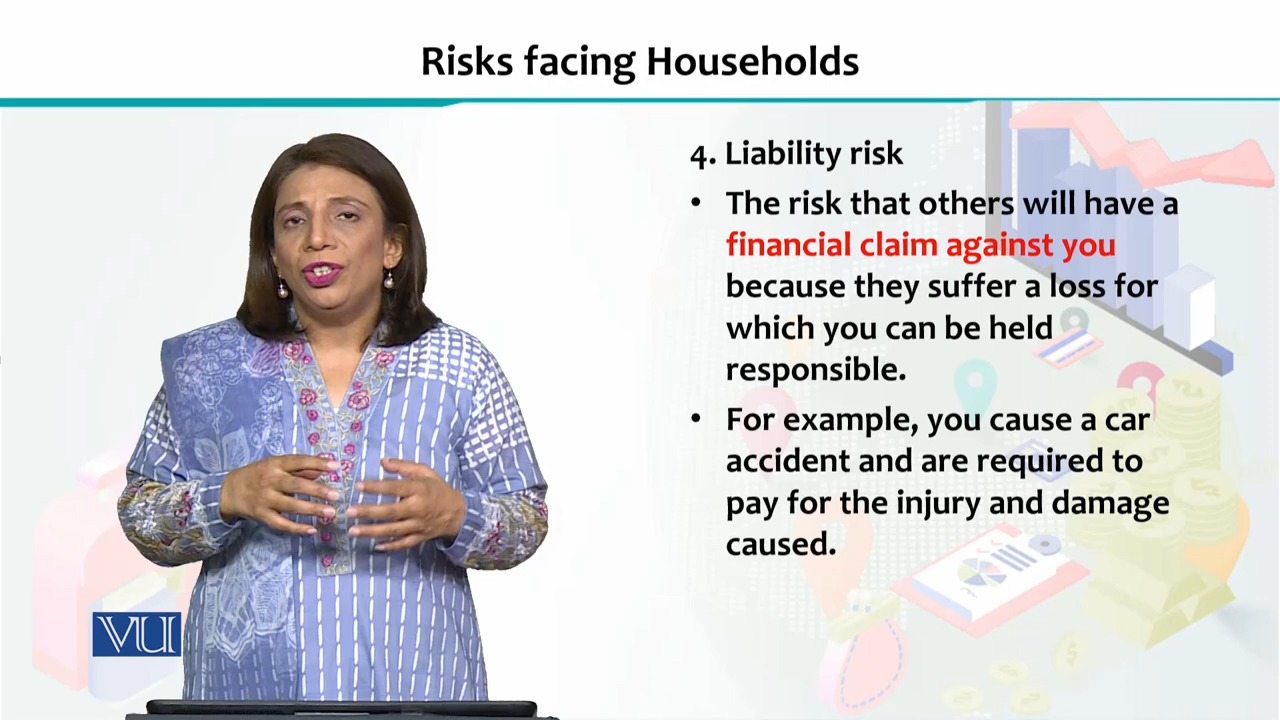 Risks facing Households
4. Liability risk
• The risk that others will have a
financial claim against you
because they suffer a loss for
which you can be held
responsible.
• For example, you cause a car
accident and are required to
pay for the injury and damage
caused.
VU